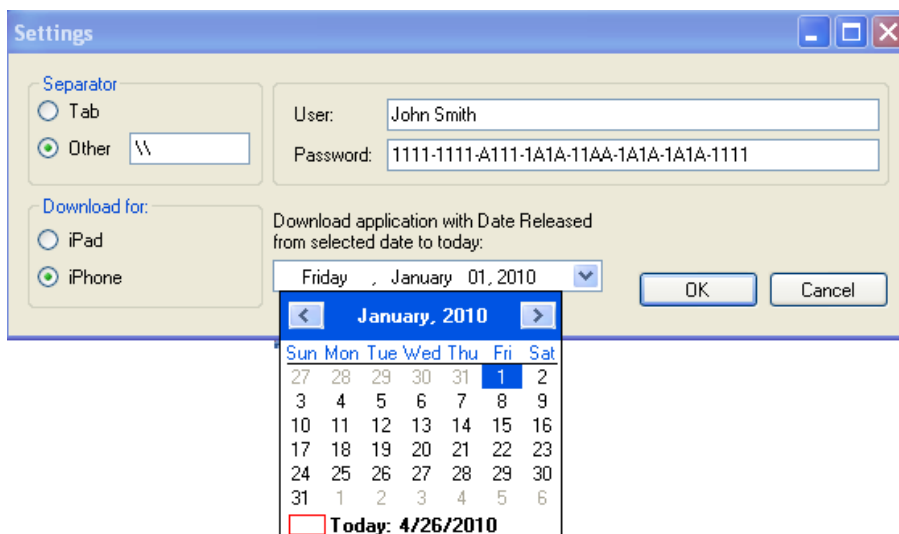 Settings
Separator
Tab
Other \\
User: John Smith
Password: 1111-1111-A111-1A1A-11AA-1A1A-1A1A-1111
Download for:
iPad
iPhone
Download application with Date Released
from selected date to today:
Friday , January 01, 2010
OK Cancel
January, 2010
Sun Mon Tue Wed Thu Fri Sat
27 28 29 30 31 1 2
3 4 5 6 7 8 9
10 11 12 13 14 15 16
17 18 19 20 21 22 23
24 25 26 27 28 29 30
31 1 2 3 4 5 6
Today: 4/26/2010